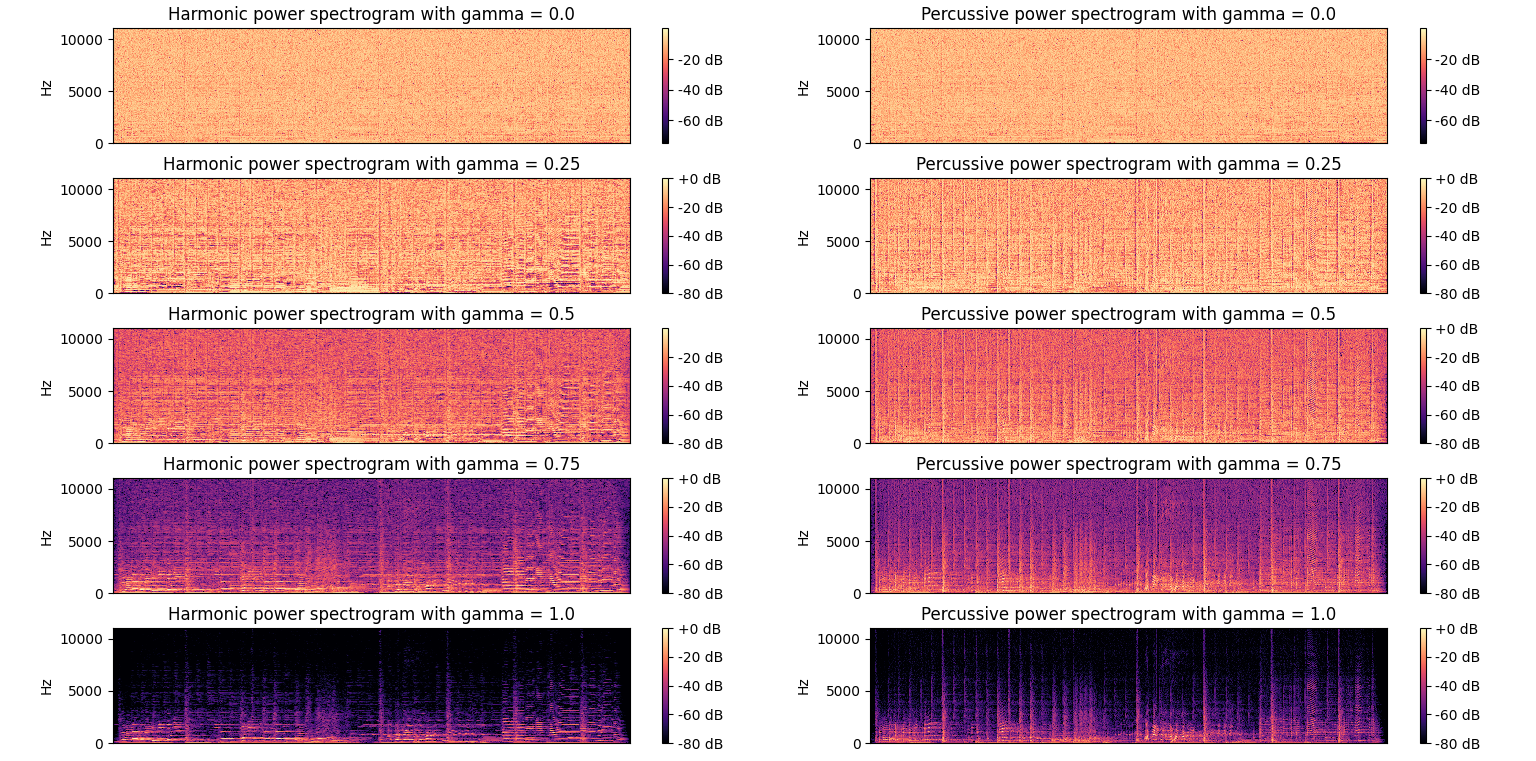 Harmonic power spectrogram with gamma = 0.0
Hz
10000
5000
0
-20 dB
-40 dB
-60 dB
Percussive power spectrogram with gamma = 0.0
Hz
10000
5000
0
-20 dB
-40 dB
-60 dB
Harmonic power spectrogram with gamma = 0.25
Hz
10000
5000
0
+0 dB
-20 dB
-40 dB
-60 dB
-80 dB
Percussive power spectrogram with gamma = 0.25
Hz
10000
5000
0
+0 dB
-20 dB
-40 dB
-60 dB
-80 dB
Harmonic power spectrogram with gamma = 0.5
Hz
10000
5000
0
-20 dB
-40 dB
-60 dB
-80 dB
Percussive power spectrogram with gamma = 0.5
Hz
10000
5000
0
+0 dB
-20 dB
-40 dB
-60 dB
-80 dB
Harmonic power spectrogram with gamma = 0.75
Hz
10000
5000
0
+0 dB
-20 dB
-40 dB
-60 dB
-80 dB
Percussive power spectrogram with gamma = 0.75
Hz
10000
5000
0
+0 dB
-20 dB
-40 dB
-60 dB
-80 dB
Harmonic power spectrogram with gamma = 1.0
Hz
10000
5000
0
+0 dB
-20 dB
-40 dB
-60 dB
-80 dB
Percussive power spectrogram with gamma = 1.0
Hz
10000
5000
0
+0 dB
-20 dB
-40 dB
-60 dB
-80 dB